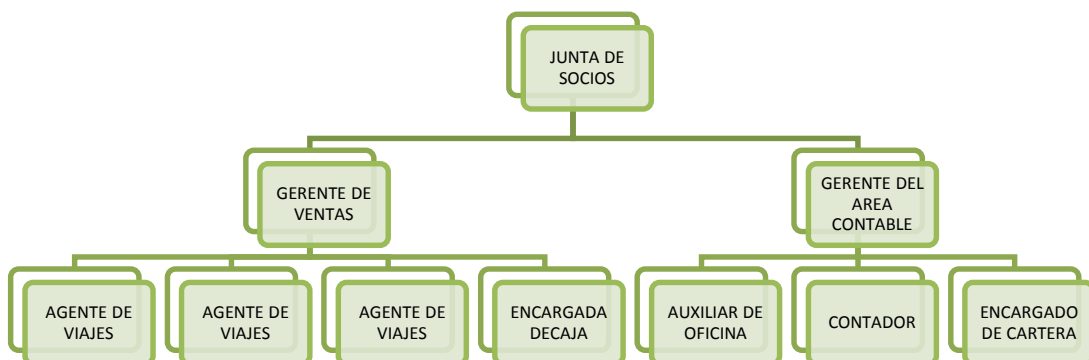 JUNTA DE
SOCIOS
GERENTE DE
VENTAS
GERENTE DEL
AREA
CONTABLE
AGENTE DE
VIAJES
AGENTE DE
VIAJES
AGENTE DE
VIAJES
ENCARGADA
DECAJA
AUXILIAR DE
OFICINA
CONTADOR
ENCARGADO
DE CARTERA